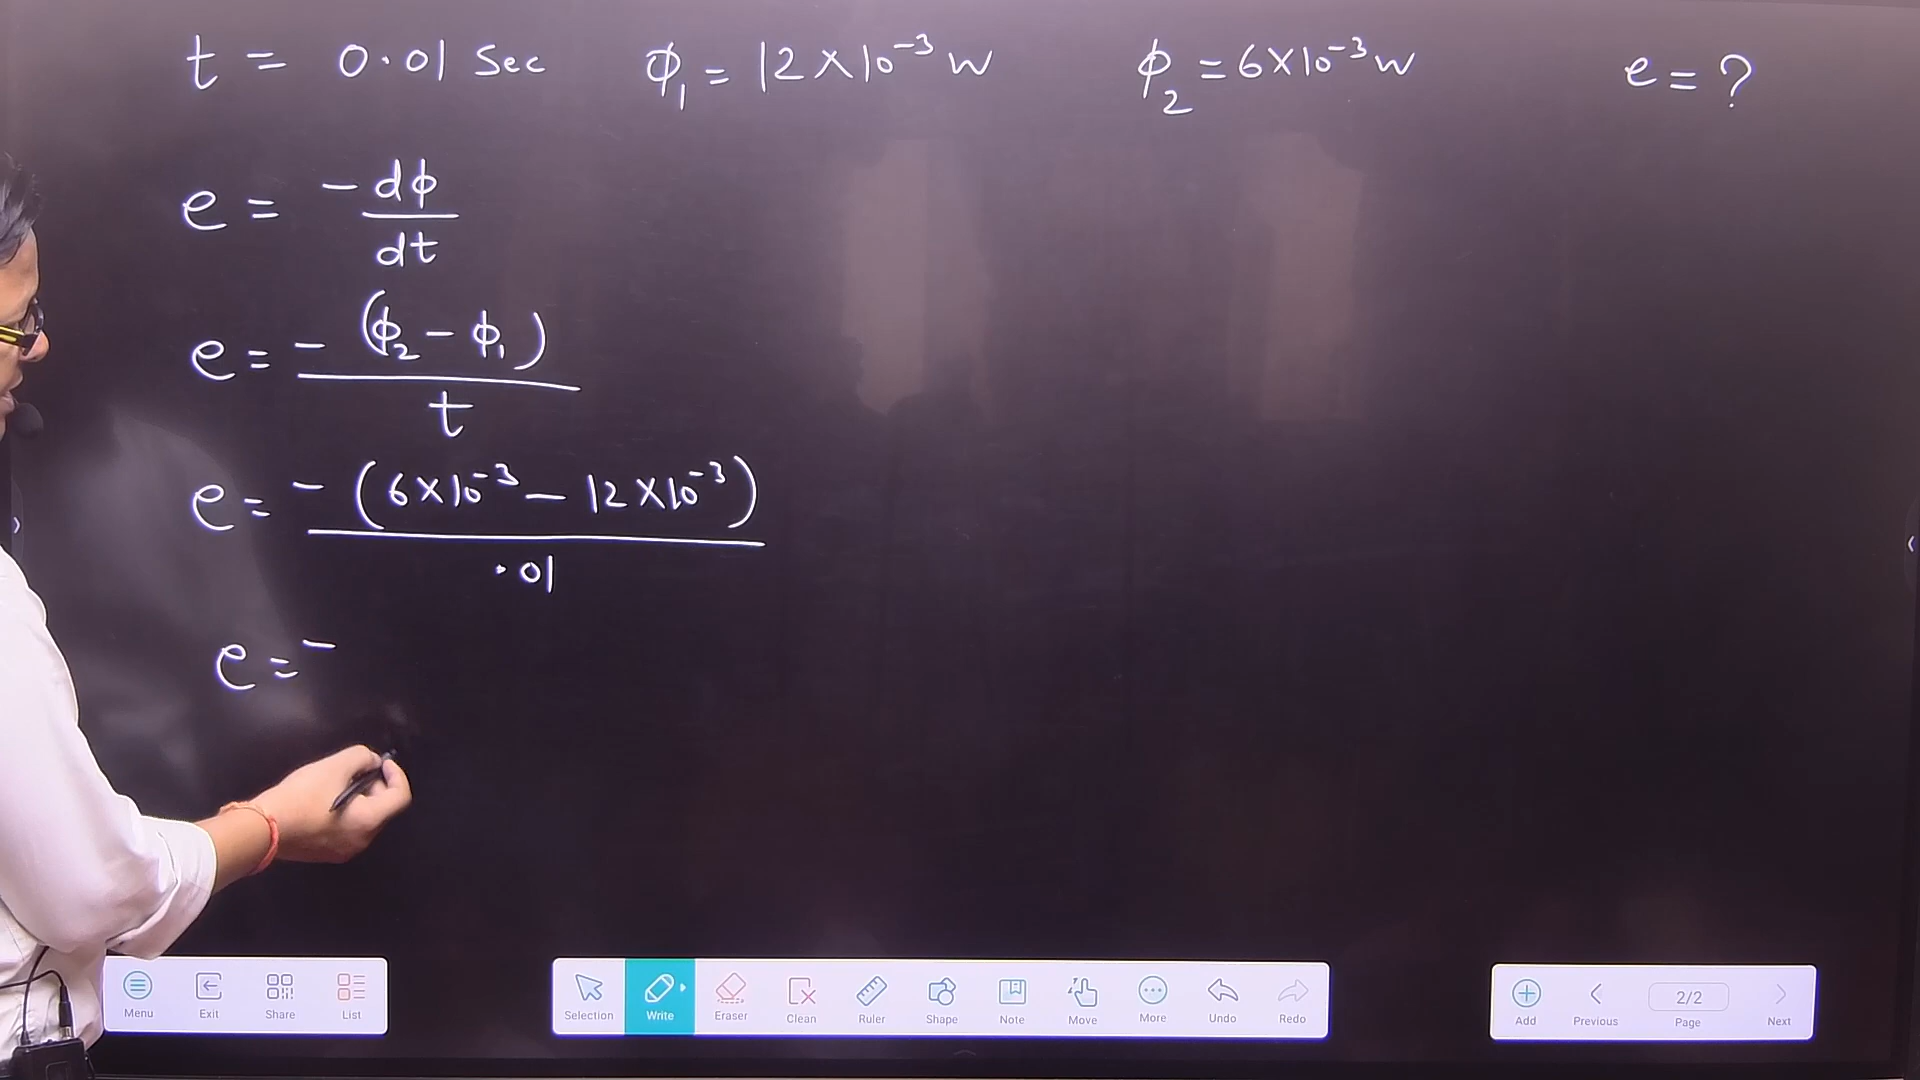 t = 0.01 Sec ϕ₁ = 12×10⁻³ w ϕ₂ = 6×10⁻³ w e = ?
e = -dϕ/dt
e = -(ϕ₂ - ϕ₁)/t
e = -(6×10⁻³ - 12×10⁻³)/.01
e = -
Menu Exit Share List Selection Write Eraser Clean Ruler Shape Note Move More Undo Redo Add Previous 2/2 Page Next